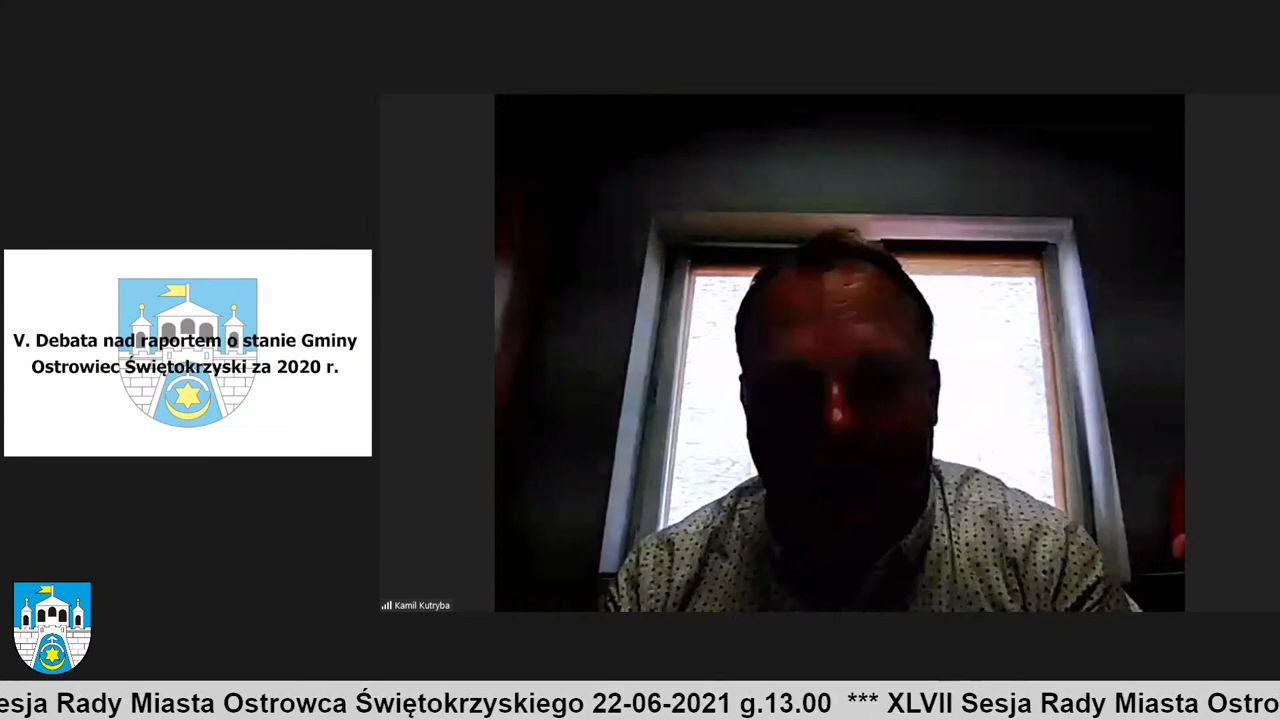 V. Debata nad raportem o stanie Gminy
Ostrowiec Świętokrzyski za 2020 r.
Kamil Kutryba
esja Rady Miasta Ostrowca Świętokrzyskiego 22-06-2021 g.13.00 *** XLVII Sesja Rady Miasta Ostro